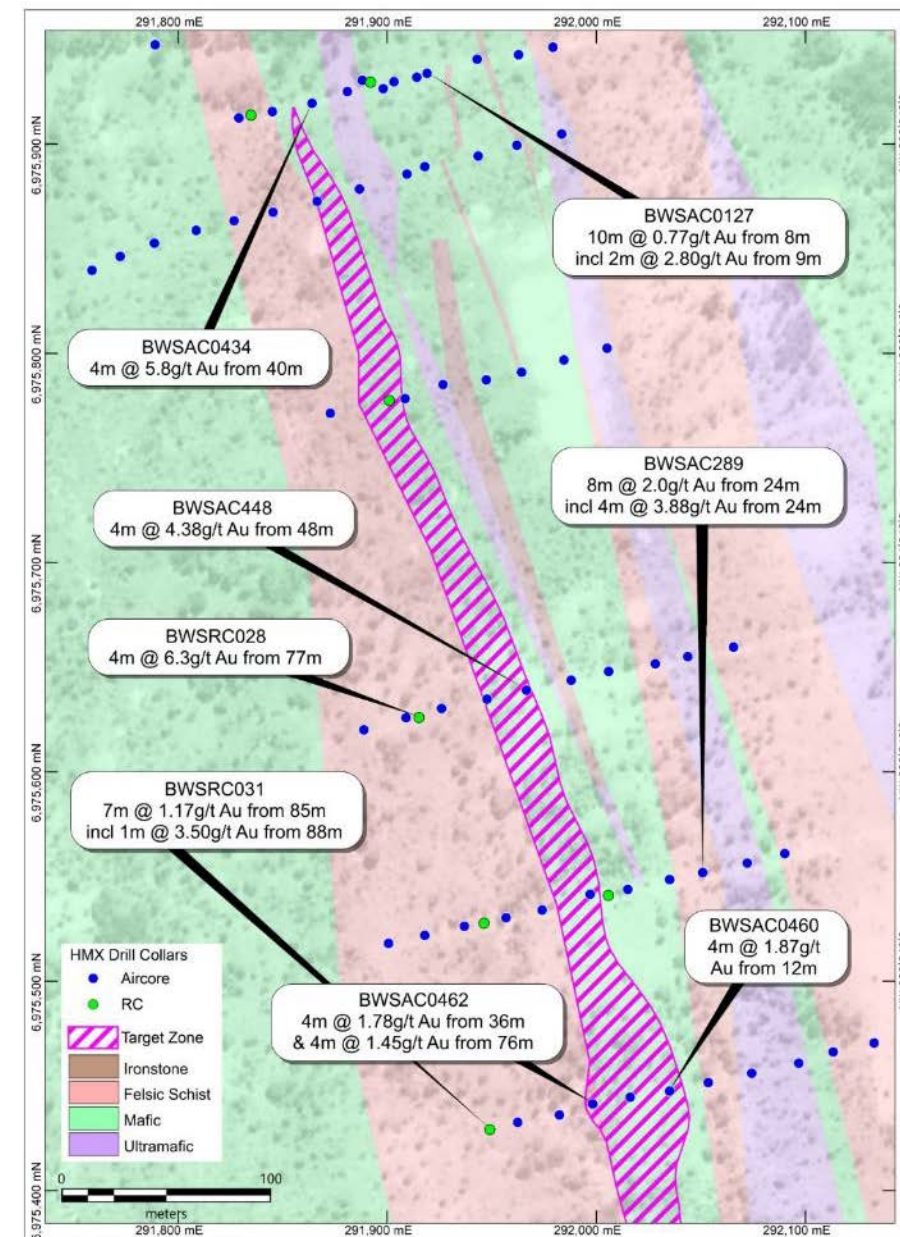 291,800 mE
291,900 mE
292,000 mE
292,100 mE
6,975,900 mN
BWSAC0127
10m @ 0.77g/t Au from 8m
incl 2m @ 2.80g/t Au from 9m
BWSAC0434
4m @ 5.8g/t Au from 40m
6,975,800 mN
BWSAC289
8m @ 2.0g/t Au from 24m
incl 4m @ 3.88g/t Au from 24m
BWSAC448
4m @ 4.38g/t Au from 48m
6,975,700 mN
BWSRC028
4m @ 6.3g/t Au from 77m
6,975,600 mN
BWSRC031
7m @ 1.17g/t Au from 85m
incl 1m @ 3.50g/t Au from 88m
BWSAC0460
4m @ 1.87g/t
Au from 12m
6,975,500 mN
BWSAC0462
4m @ 1.78g/t Au from 36m
& 4m @ 1.45g/t Au from 76m
HMX Drill Collars
Aircore
RC
Target Zone
Ironstone
Felsic Schist
Mafic
Ultramafic
0
100
meters
6,975,400 mN
291,800 mE
291,900 mE
292,000 mE
292,100 mE